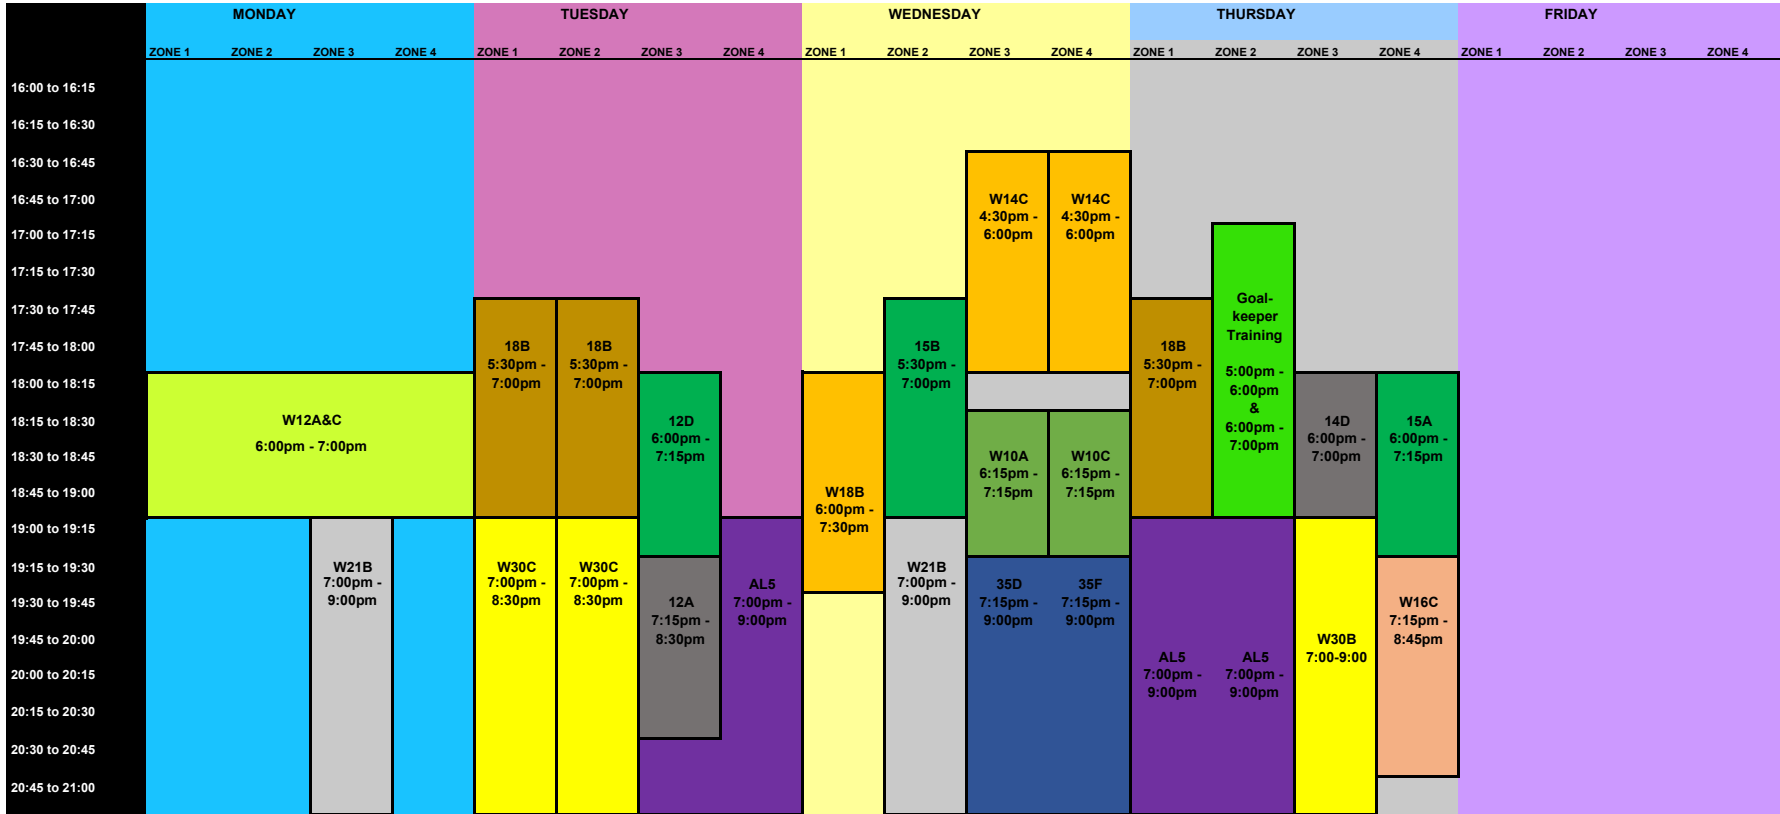 MONDAY TUESDAY WEDNESDAY THURSDAY FRIDAY
ZONE 1 ZONE 2 ZONE 3 ZONE 4 ZONE 1 ZONE 2 ZONE 3 ZONE 4 ZONE 1 ZONE 2 ZONE 3 ZONE 4 ZONE 1 ZONE 2 ZONE 3 ZONE 4 ZONE 1 ZONE 2 ZONE 3 ZONE 4
16:00 to 16:15
16:15 to 16:30
16:30 to 16:45
16:45 to 17:00
17:00 to 17:15
17:15 to 17:30
17:30 to 17:45
17:45 to 18:00
18:00 to 18:15
18:15 to 18:30
18:30 to 18:45
18:45 to 19:00
19:00 to 19:15
19:15 to 19:30
19:30 to 19:45
19:45 to 20:00
20:00 to 20:15
20:15 to 20:30
20:30 to 20:45
20:45 to 21:00
W12A&C
6:00pm - 7:00pm
W21B
7:00pm -
9:00pm
18B
5:30pm -
7:00pm
18B
5:30pm -
7:00pm
W30C
7:00pm -
8:30pm
W30C
7:00pm -
8:30pm
12D
6:00pm -
7:15pm
12A
7:15pm -
8:30pm
AL5
7:00pm -
9:00pm
W18B
6:00pm -
7:30pm
15B
5:30pm -
7:00pm
W21B
7:00pm -
9:00pm
W14C
4:30pm -
6:00pm
W14C
4:30pm -
6:00pm
W10A
6:15pm -
7:15pm
W10C
6:15pm -
7:15pm
35D
7:15pm -
9:00pm
35F
7:15pm -
9:00pm
18B
5:30pm -
7:00pm
Goal-
keeper
Training
5:00pm -
6:00pm
&
6:00pm -
7:00pm
AL5
7:00pm -
9:00pm
AL5
7:00pm -
9:00pm
14D
6:00pm -
7:00pm
W30B
7:00-9:00
15A
6:00pm -
7:15pm
W16C
7:15pm -
8:45pm